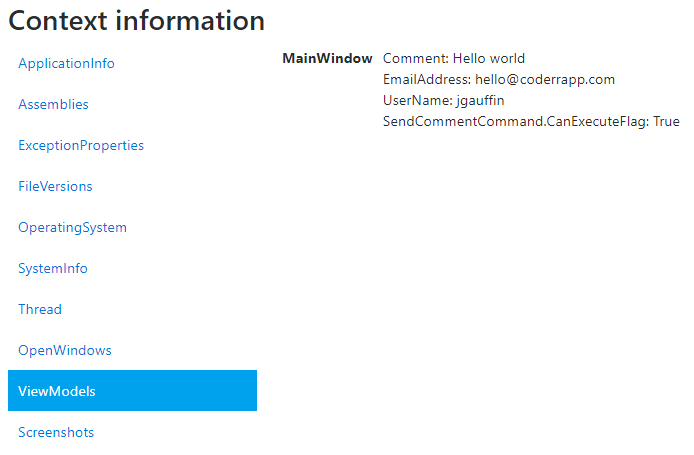 Context information
ApplicationInfo
Assemblies
ExceptionProperties
FileVersions
OperatingSystem
SystemInfo
Thread
OpenWindows
ViewModels
Screenshots
MainWindow Comment: Hello world
EmailAddress: hello@coderrapp.com
UserName: jgauffin
SendCommentCommand.CanExecuteFlag: True